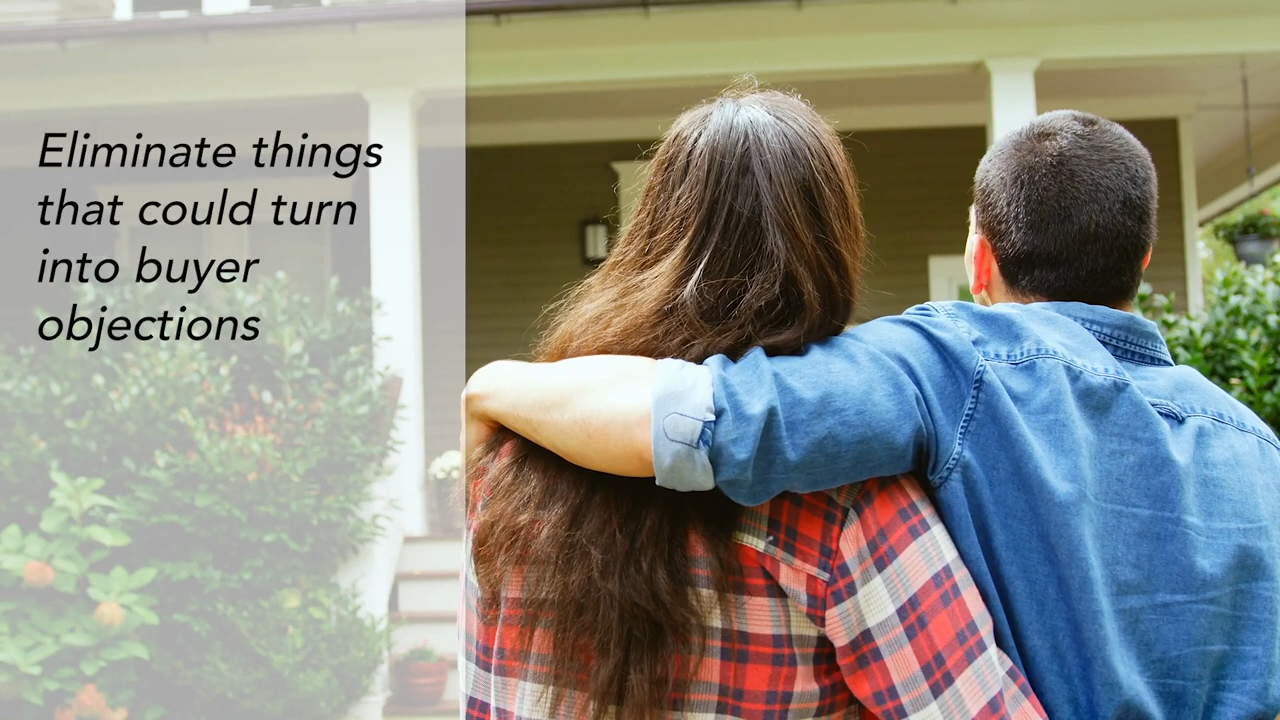 Eliminate things
that could turn
into buyer
objections